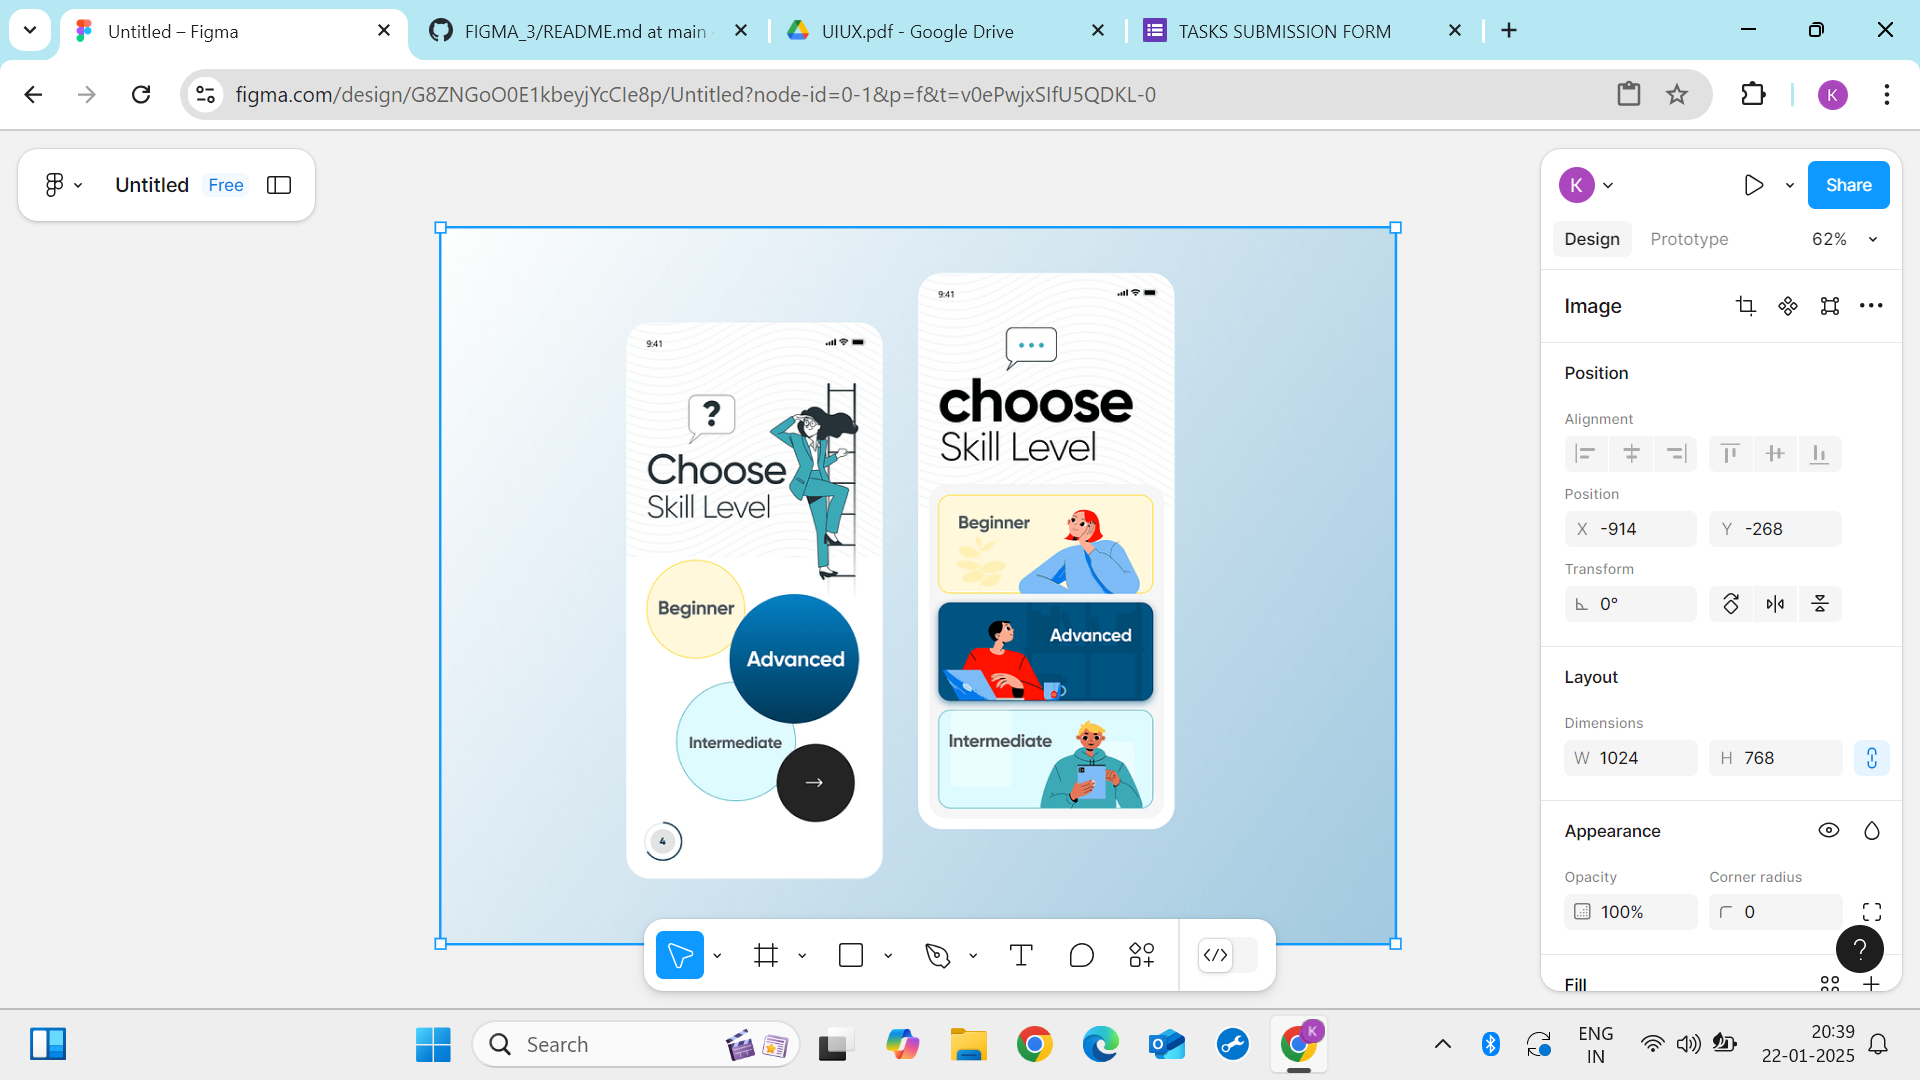 Untitled – Figma
FIGMA_3/README.md at main
UIUX.pdf - Google Drive
TASKS SUBMISSION FORM
figma.com/design/G8ZNGoO0E1kbeyjYcCIe8p/Untitled?node-id=0-1&p=f&t=v0ePwjxSIfU5QDKL-0
K
Untitled Free
K
Share
Design Prototype 62%
Image
Position
Alignment
Position
X -914 Y -268
Transform
0°
Layout
Dimensions
W 1024 H 768
Appearance
Opacity Corner radius
100% 0
Fill
?
9:41
?
Choose
Skill Level
Beginner
Advanced
Intermediate
→
4
9:41
choose
Skill Level
Beginner
Advanced
Intermediate
T
</>
Search
K
ENG
IN
20:39
22-01-2025